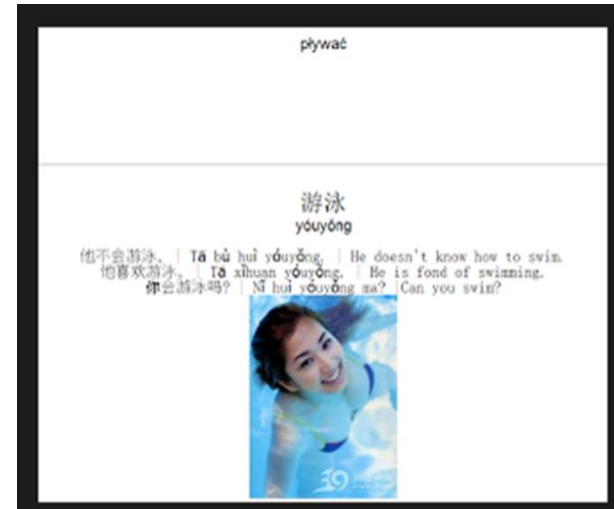 pływać
游泳
yóuyǒng
他不会游泳。 | Tā bù huì yóuyǒng. | He doesn't know how to swim.
他喜欢游泳。 | Tā xǐhuan yóuyǒng. | He is fond of swimming.
你会游泳吗? | Nǐ huì yóuyǒng ma? | Can you swim?
39